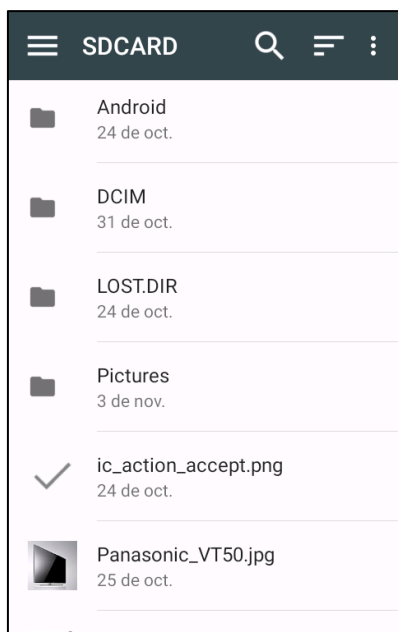 SDCARD
Android
24 de oct.
DCIM
31 de oct.
LOST.DIR
24 de oct.
Pictures
3 de nov.
ic_action_accept.png
24 de oct.
Panasonic_VT50.jpg
25 de oct.